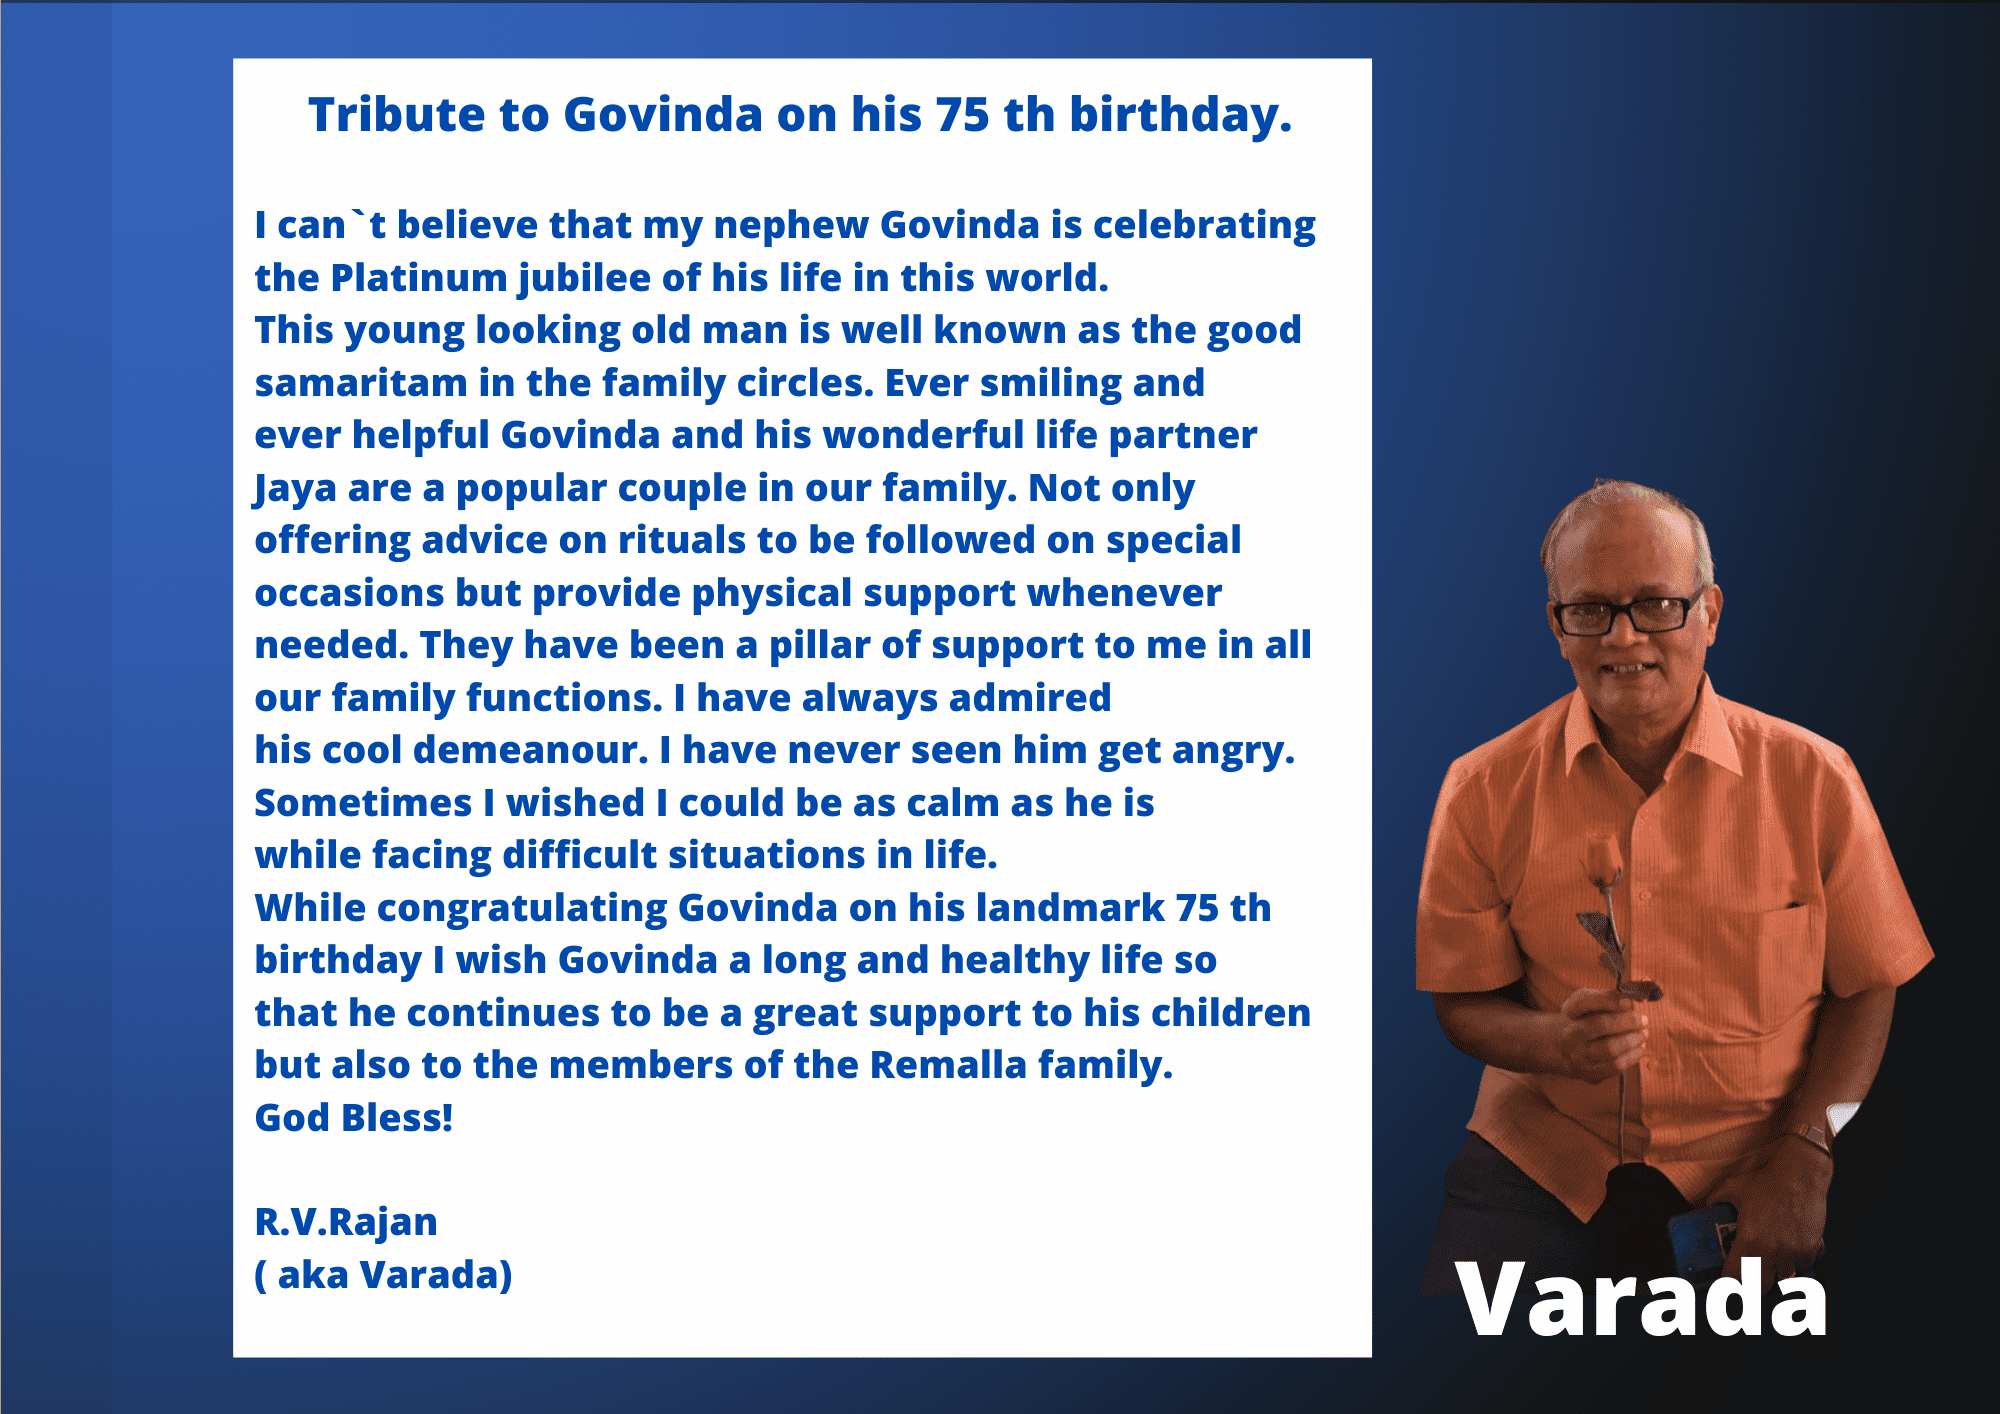 Tribute to Govinda on his 75 th birthday.
I can`t believe that my nephew Govinda is celebrating
the Platinum jubilee of his life in this world.
This young looking old man is well known as the good
samaritam in the family circles. Ever smiling and
ever helpful Govinda and his wonderful life partner
Jaya are a popular couple in our family. Not only
offering advice on rituals to be followed on special
occasions but provide physical support whenever
needed. They have been a pillar of support to me in all
our family functions. I have always admired
his cool demeanour. I have never seen him get angry.
Sometimes I wished I could be as calm as he is
while facing difficult situations in life.
While congratulating Govinda on his landmark 75 th
birthday I wish Govinda a long and healthy life so
that he continues to be a great support to his children
but also to the members of the Remalla family.
God Bless!
R.V.Rajan
( aka Varada)
Varada